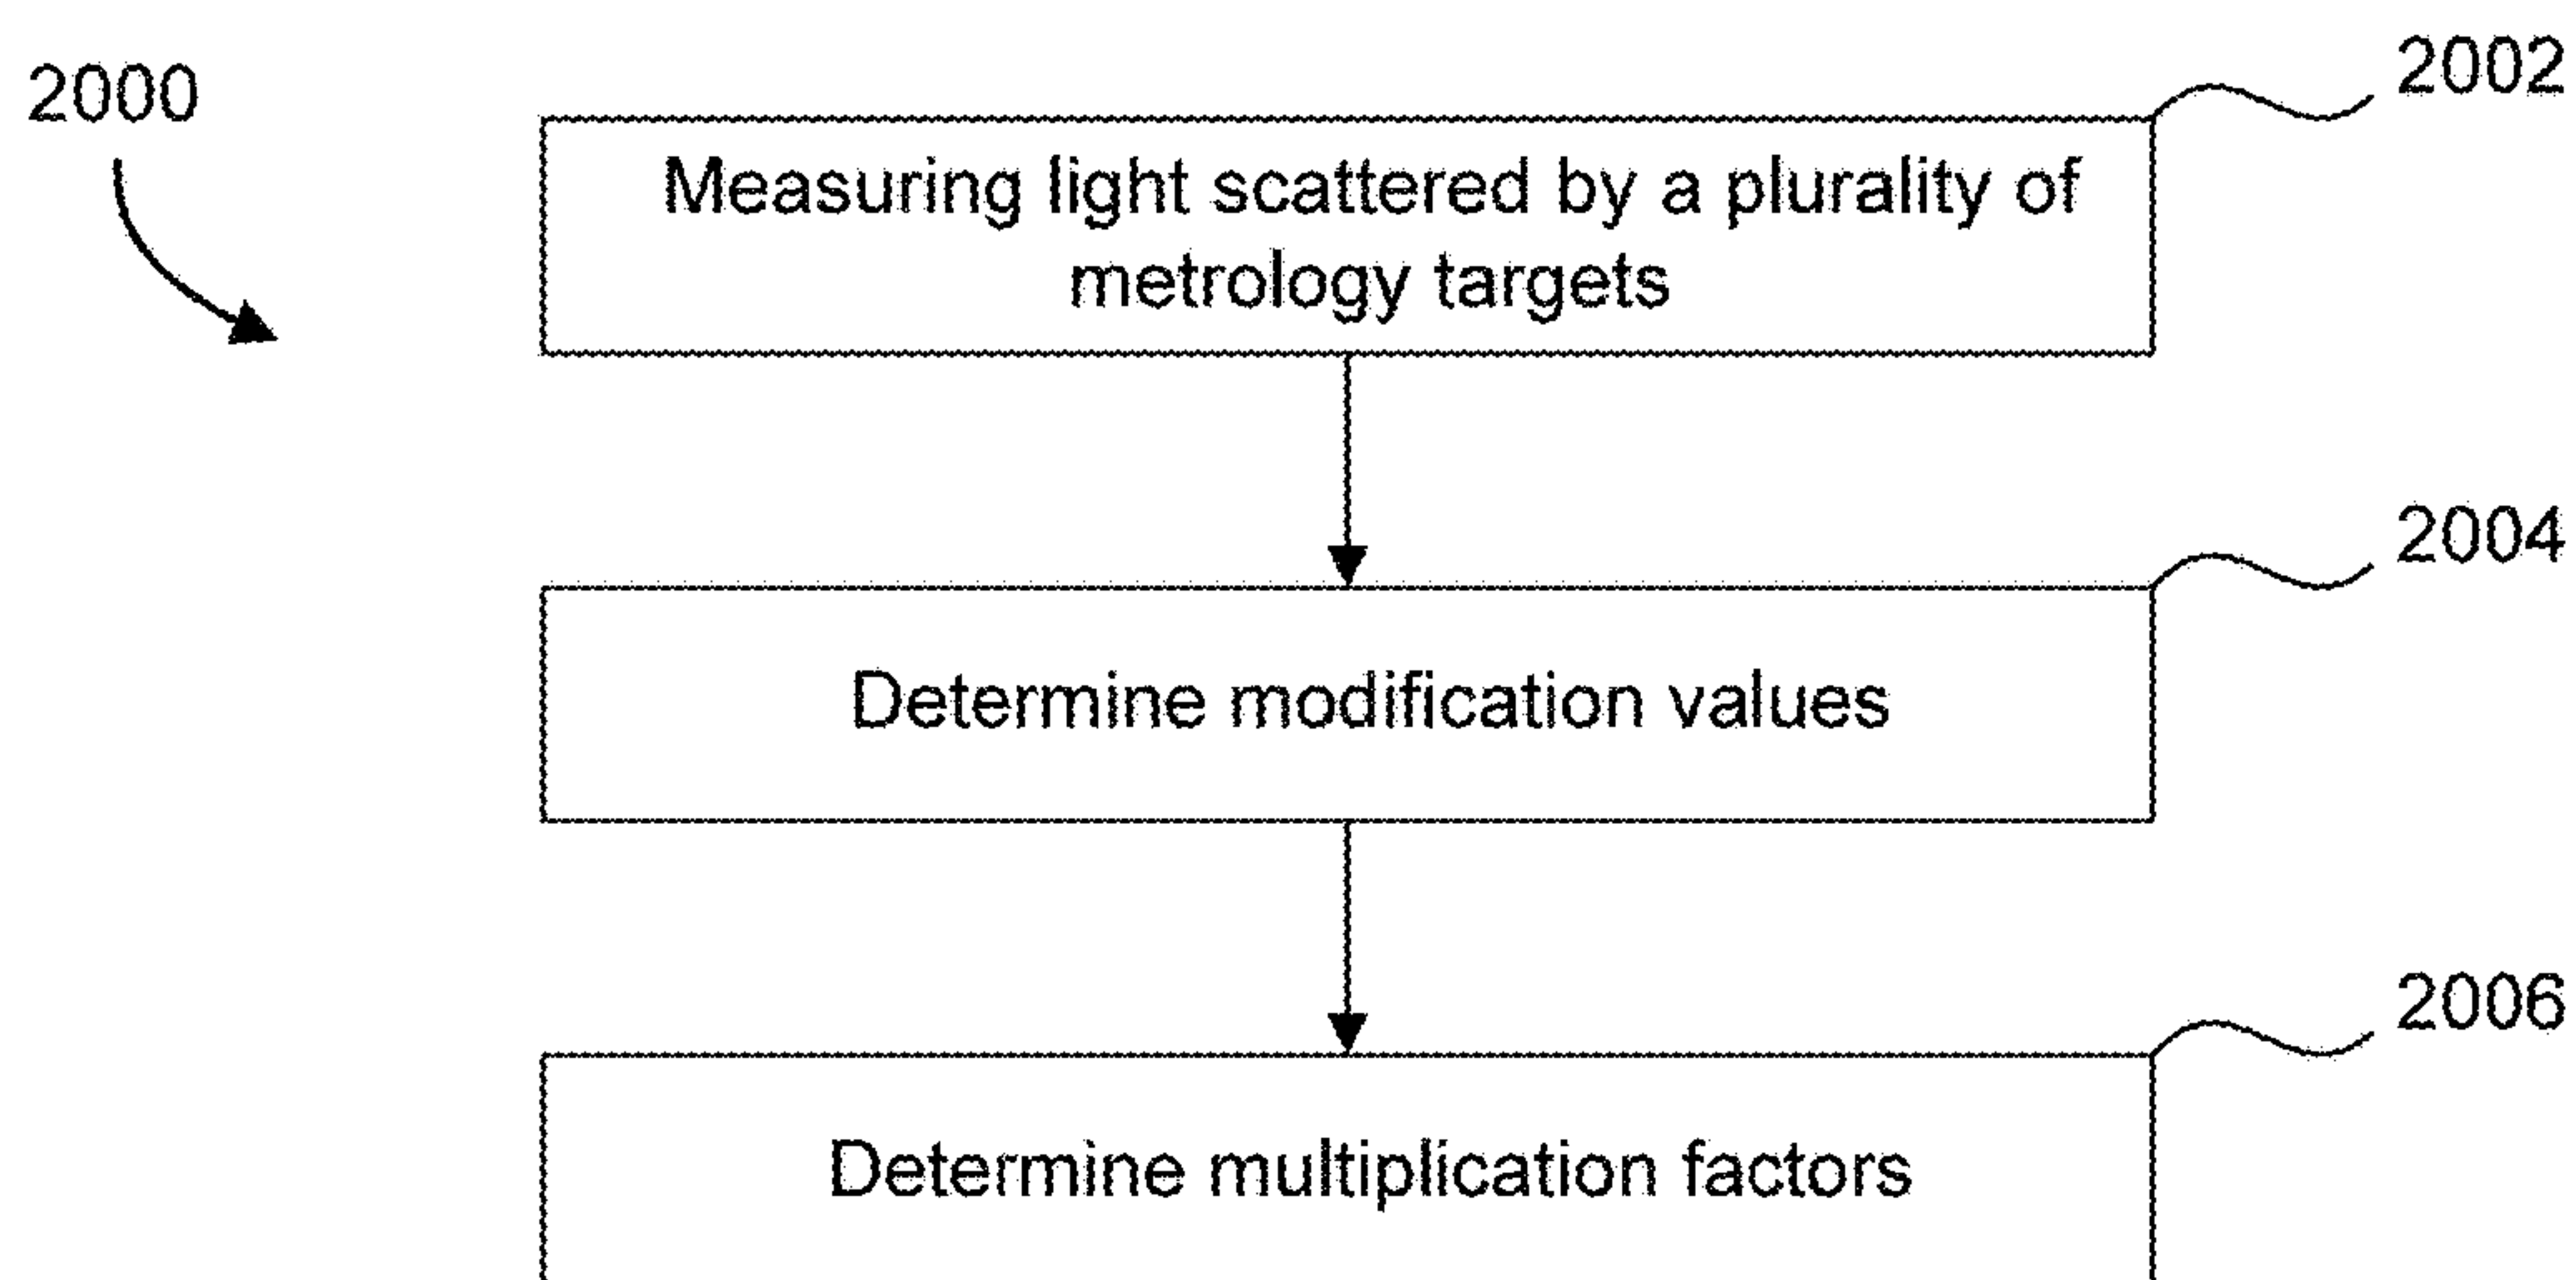 2000
2002
Measuring light scattered by a plurality of
metrology targets
2004
Determine modification values
2006
Determine multiplication factors